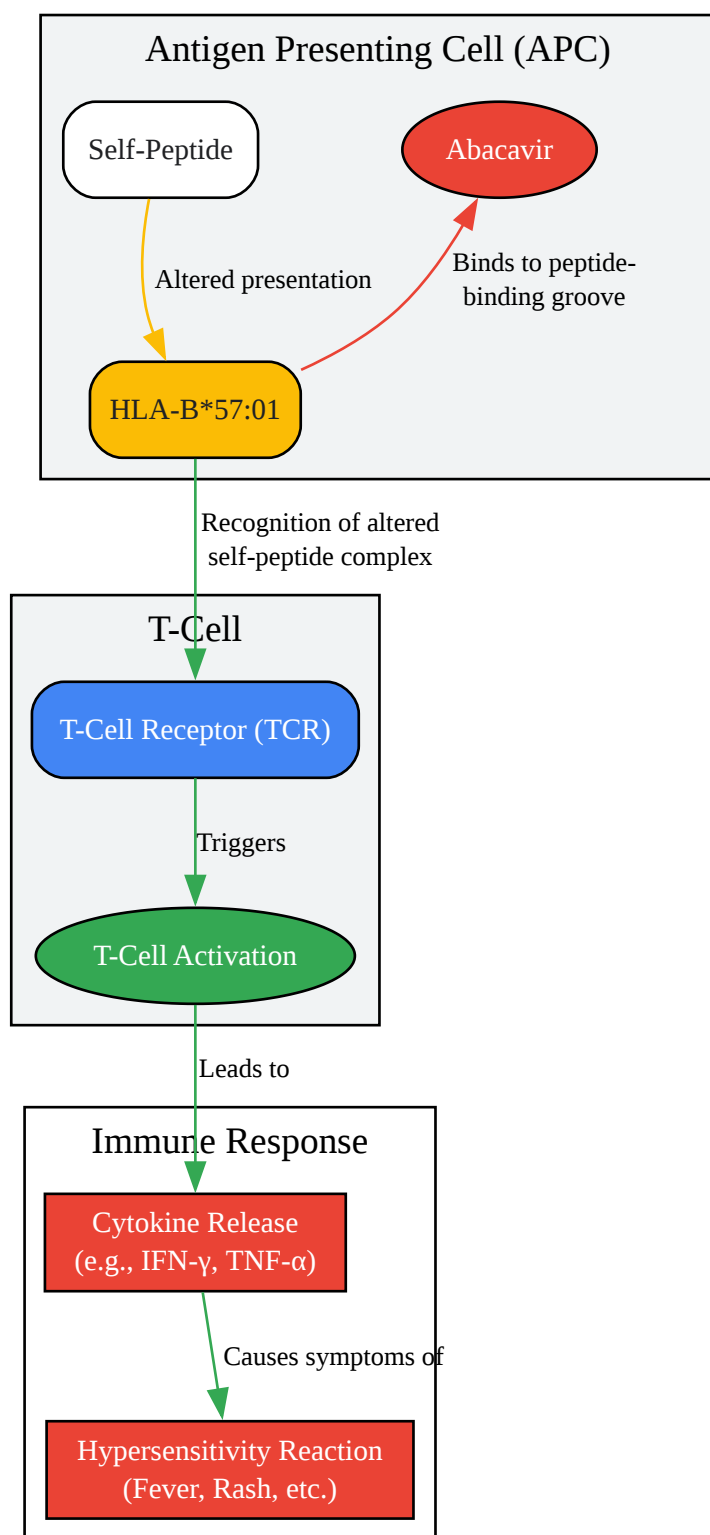 Antigen Presenting Cell (APC)
Self-Peptide
Abacavir
Altered presentation
Binds to peptide-
binding groove
HLA-B*57:01
Recognition of altered
self-peptide complex
T-Cell
T-Cell Receptor (TCR)
Triggers
T-Cell Activation
Leads to
Immune Response
Cytokine Release
(e.g., IFN-γ, TNF-α)
Causes symptoms of
Hypersensitivity Reaction
(Fever, Rash, etc.)